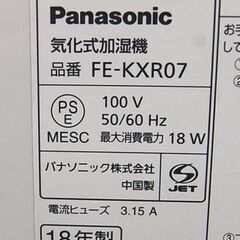 Panasonic
気化式加湿機
品番 FE-KXR07
PS
E
MESC
100 V
50/60 Hz
最大消費電力 18 W
パナソニック株式会社
中国製
S
JET
電流ヒューズ 3.15 A
18年製
お手